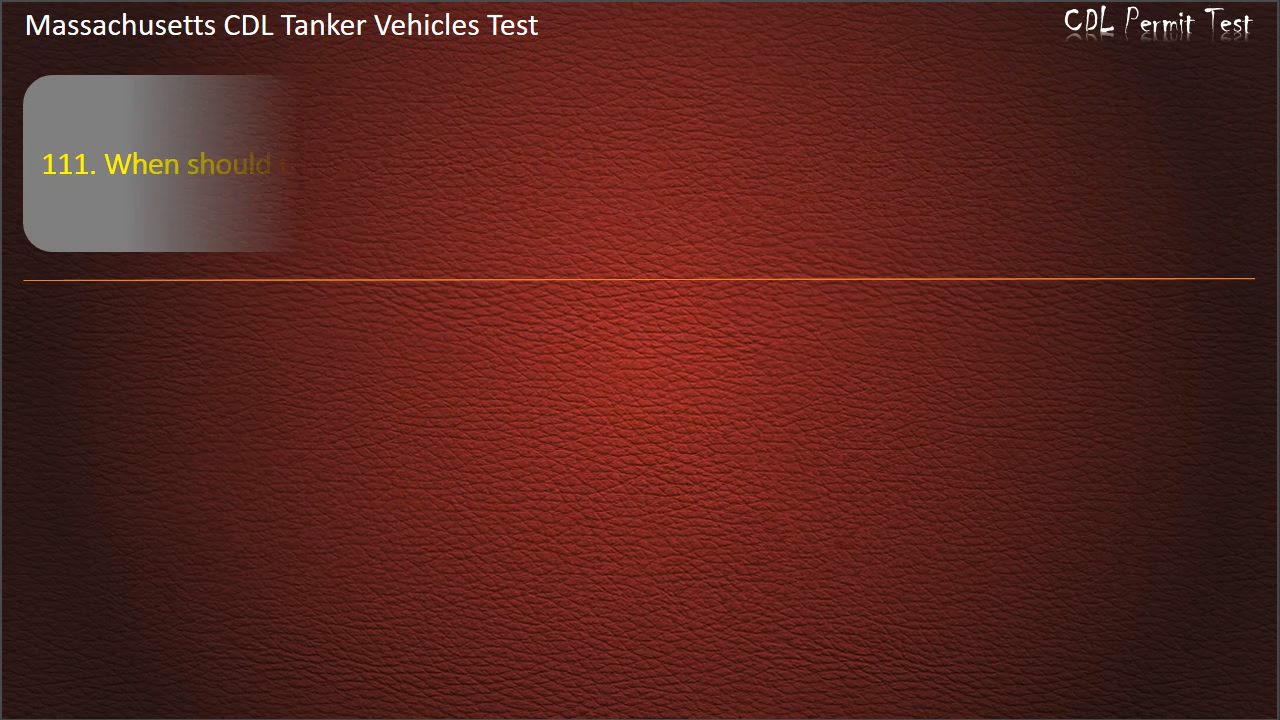 Massachusetts CDL Tanker Vehicles Test
CDL Permit Test
111. When should